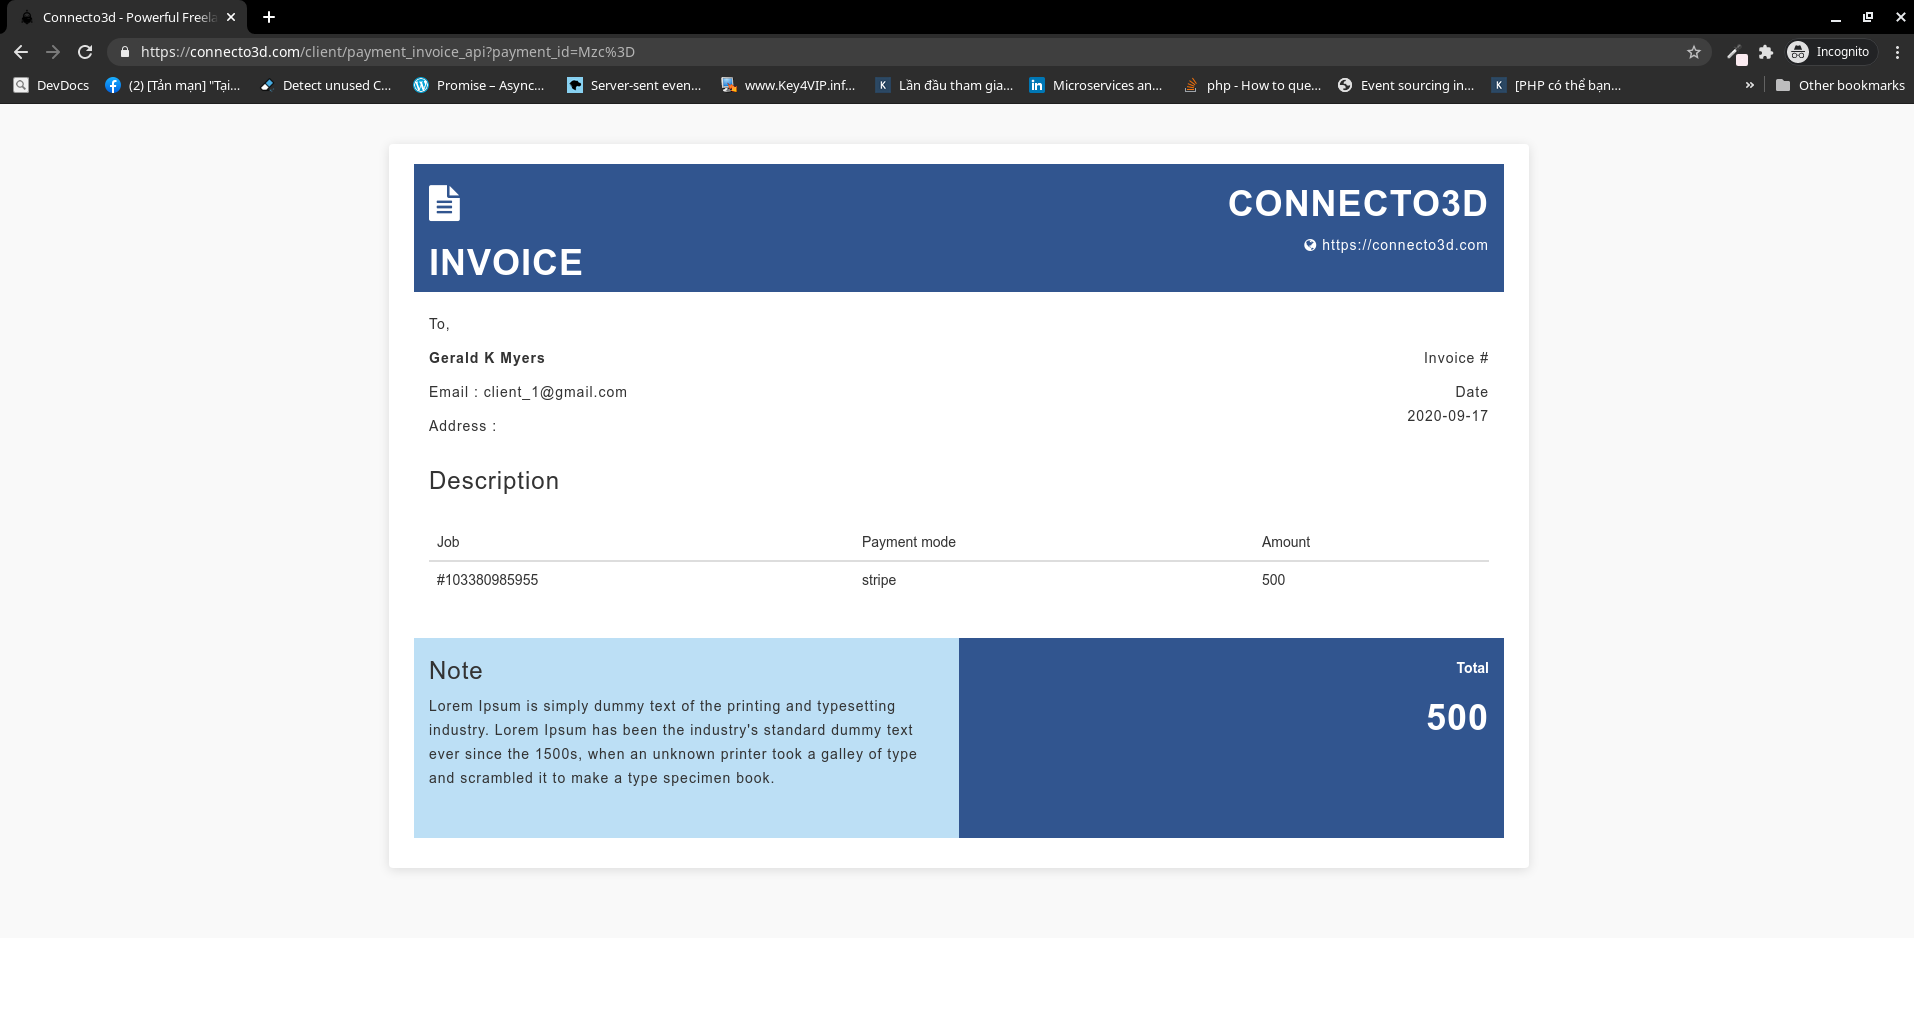 Connecto3d - Powerful Freela
https://connecto3d.com/client/payment_invoice_api?payment_id=Mzc%3D
Incognito
DevDocs
(2) [Tản mạn] "Tại...
Detect unused C...
Promise – Async...
Server-sent even...
www.Key4VIP.inf...
Lần đầu tham gia...
Microservices an...
php - How to que...
Event sourcing in...
[PHP có thể bạn...
»
Other bookmarks
CONNECTO3D
https://connecto3d.com
INVOICE
To,
Gerald K Myers
Invoice #
Email : client_1@gmail.com
Date
2020-09-17
Address :
Description
Job Payment mode Amount
#103380985955 stripe 500
Note
Lorem Ipsum is simply dummy text of the printing and typesetting
industry. Lorem Ipsum has been the industry's standard dummy text
ever since the 1500s, when an unknown printer took a galley of type
and scrambled it to make a type specimen book.
Total
500